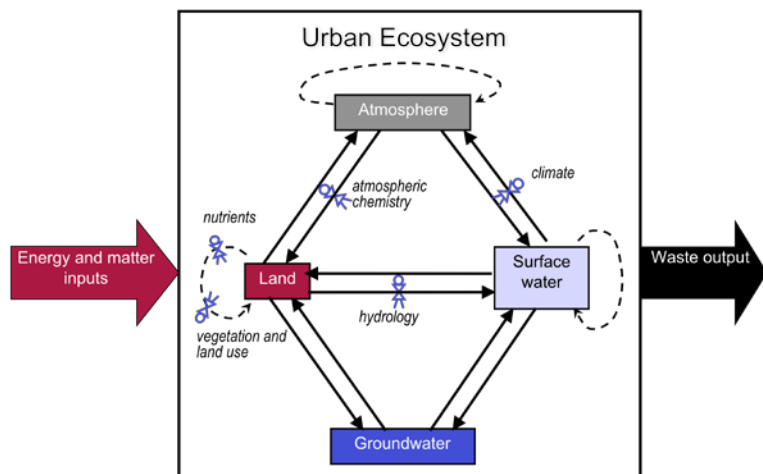 Urban Ecosystem
Atmosphere
climate
atmospheric
chemistry
nutrients
Energy and matter
inputs
Land
Surface
water
Waste output
hydrology
vegetation and
land use
Groundwater